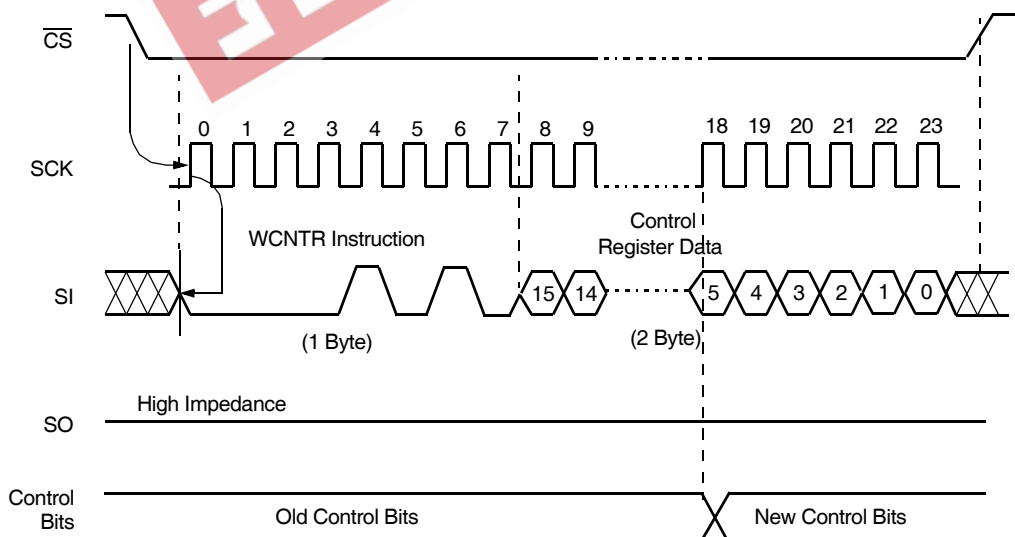 CS
0 1 2 3 4 5 6 7 8 9 18 19 20 21 22 23
SCK
WCNTR Instruction
Control
Register Data
SI
15 14 5 4 3 2 1 0
(1 Byte)
(2 Byte)
High Impedance
SO
Control
Bits
Old Control Bits
New Control Bits